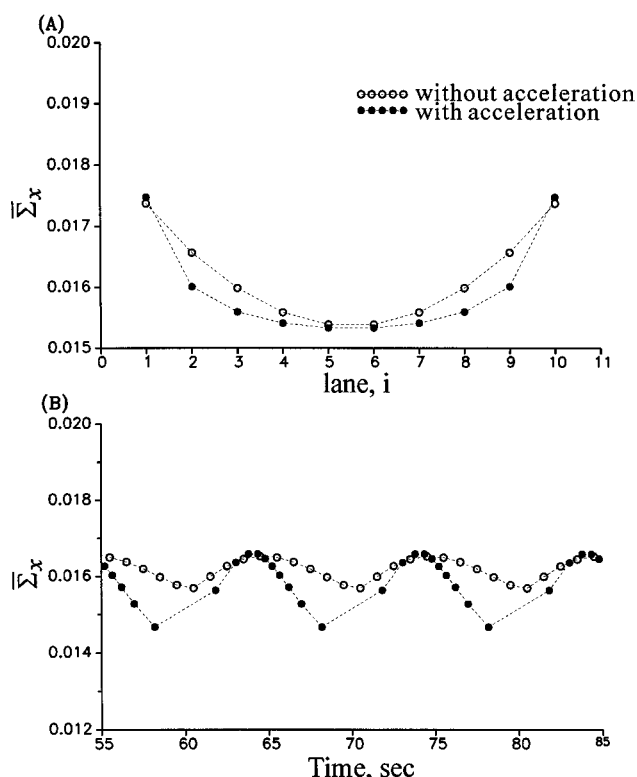 (A)
0.020
0.019
0.018
0.017
0.016
0.015
Σ̅x
without acceleration
with acceleration
0 1 2 3 4 5 6 7 8 9 10 11
lane, i
(B)
0.020
0.018
0.016
0.014
0.012
Σ̅x
55 60 65 70 75 80 85
Time, sec